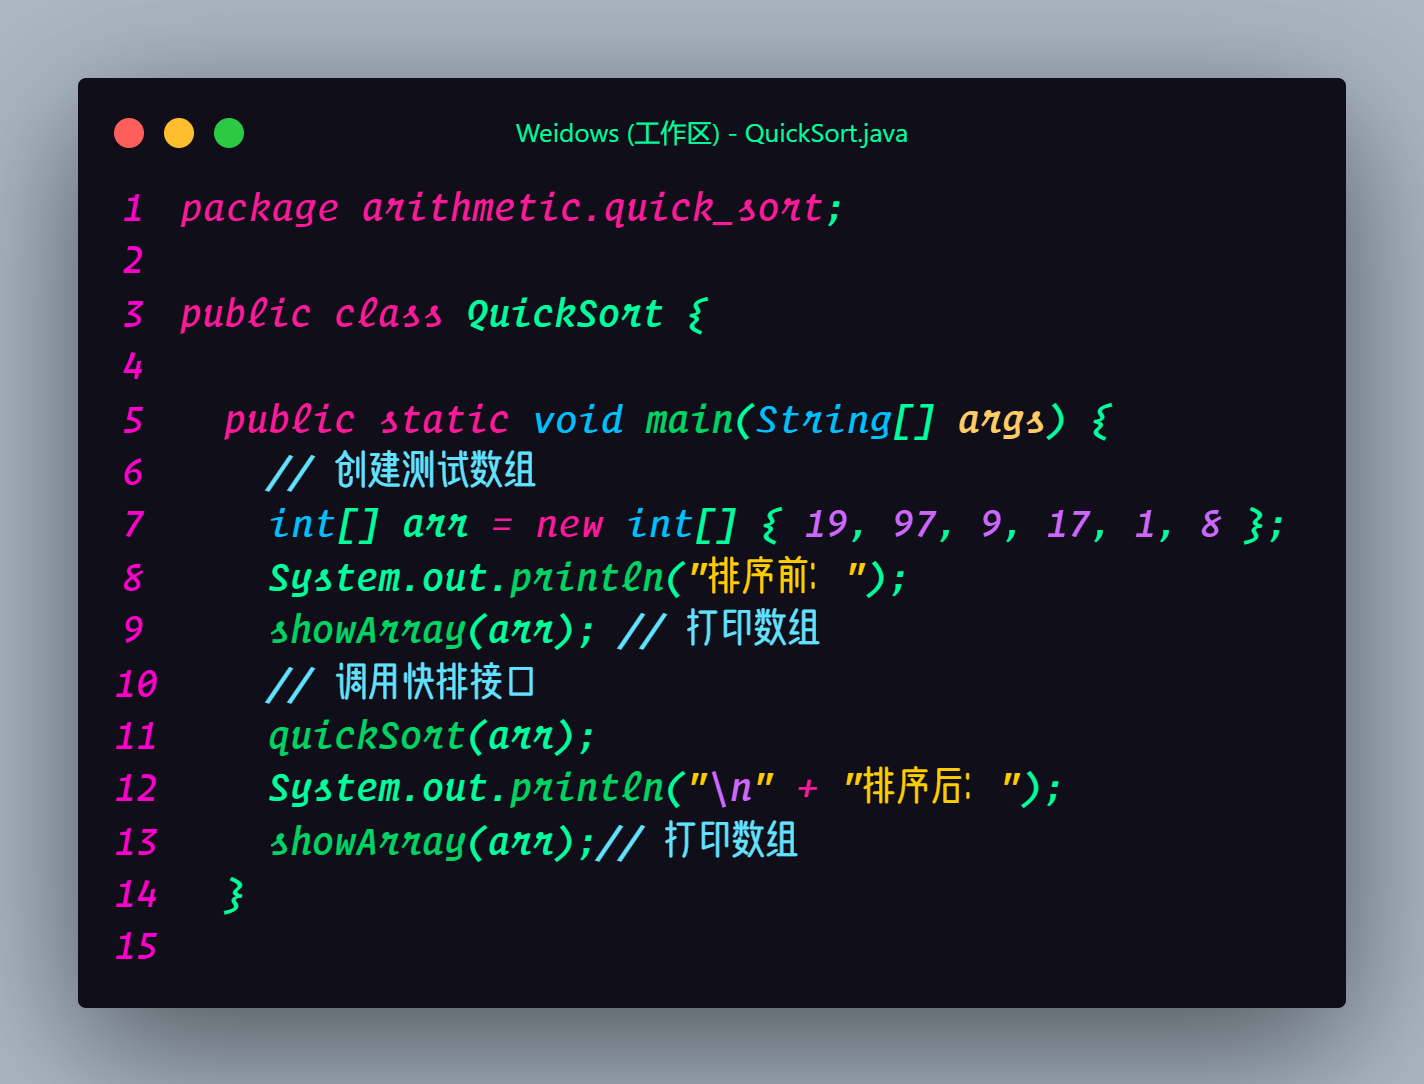 Weidows (工作区) - QuickSort.java
1 package arithmetic.quick_sort;
2
3 public class QuickSort {
4
5   public static void main(String[] args) {
6     // 创建测试数组
7     int[] arr = new int[] { 19, 97, 9, 17, 1, 8 };
8     System.out.println("排序前：");
9     showArray(arr); // 打印数组
10     // 调用快排接口
11     quickSort(arr);
12     System.out.println("\n" + "排序后：");
13     showArray(arr);// 打印数组
14   }
15